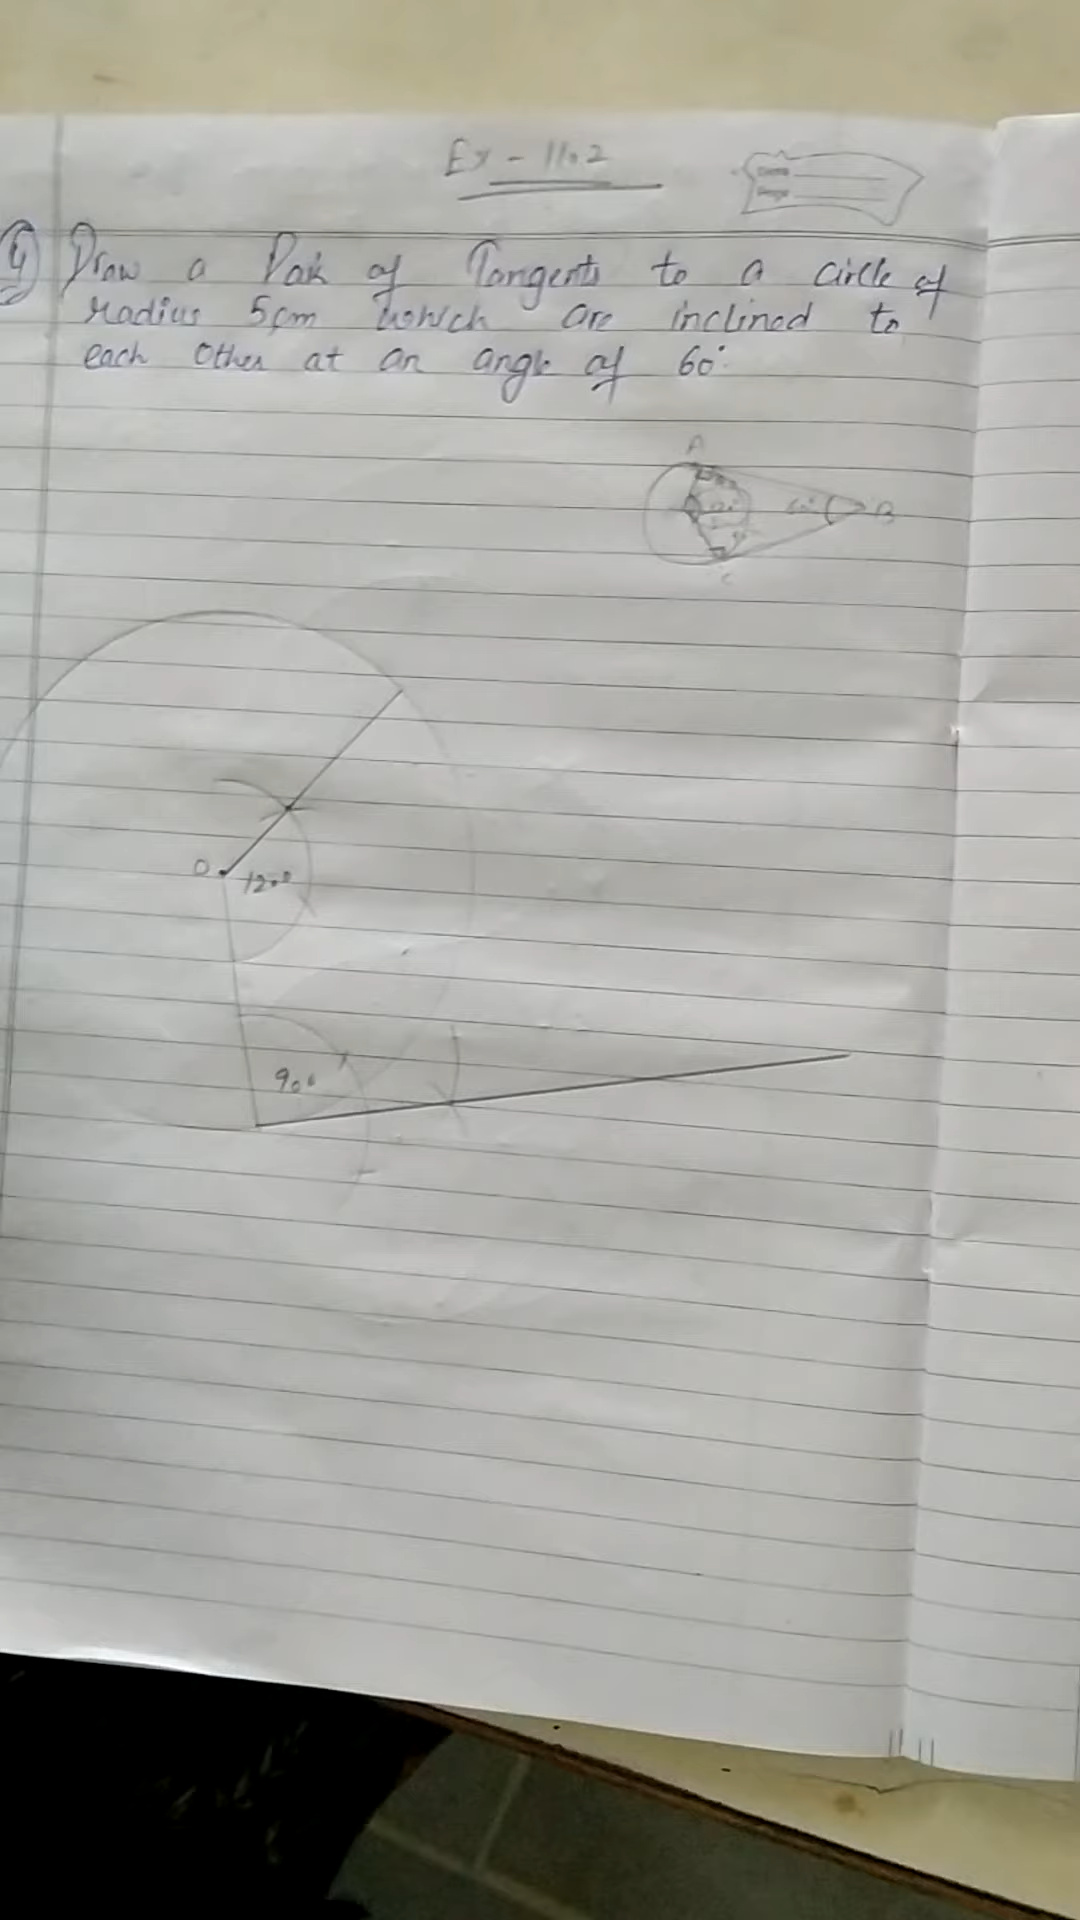 Ex - 11.2
4) Draw a Pair of Tangents to a circle of
radius 5cm which are inclined to
each other at an angle of 60°.
A
60°
B
C
O
120°
90°